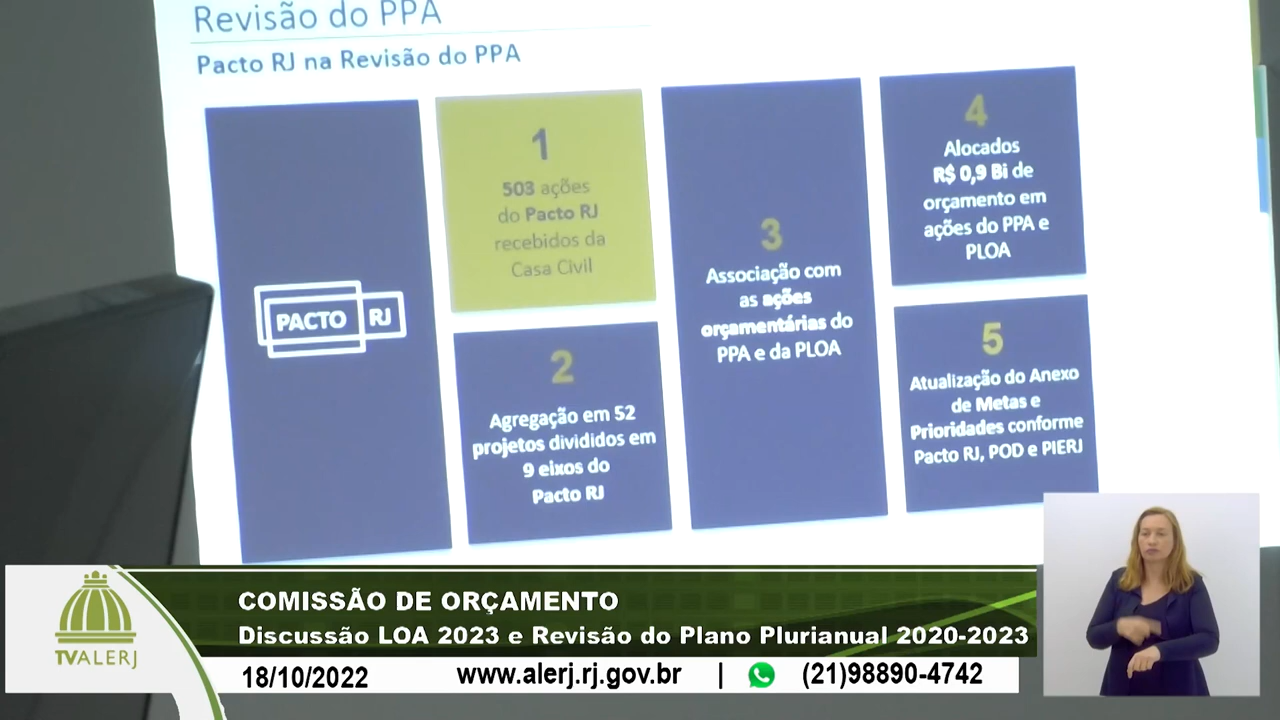 Revisão do PPA
Pacto RJ na Revisão do PPA
PACTO RJ
1
503 ações
do Pacto RJ
recebidos da
Casa Civil
2
Agregação em 52
projetos divididos em
9 eixos do
Pacto RJ
3
Associação com
as ações
orçamentárias do
PPA e da PLOA
4
Alocados
R$ 0,9 Bi de
orçamento em
ações do PPA e
PLOA
5
Atualização do Anexo
de Metas e
Prioridades conforme
Pacto RJ, POD e PIERJ
TVALERJ
COMISSÃO DE ORÇAMENTO
Discussão LOA 2023 e Revisão do Plano Plurianual 2020-2023
18/10/2022 www.alerj.rj.gov.br | (21)98890-4742